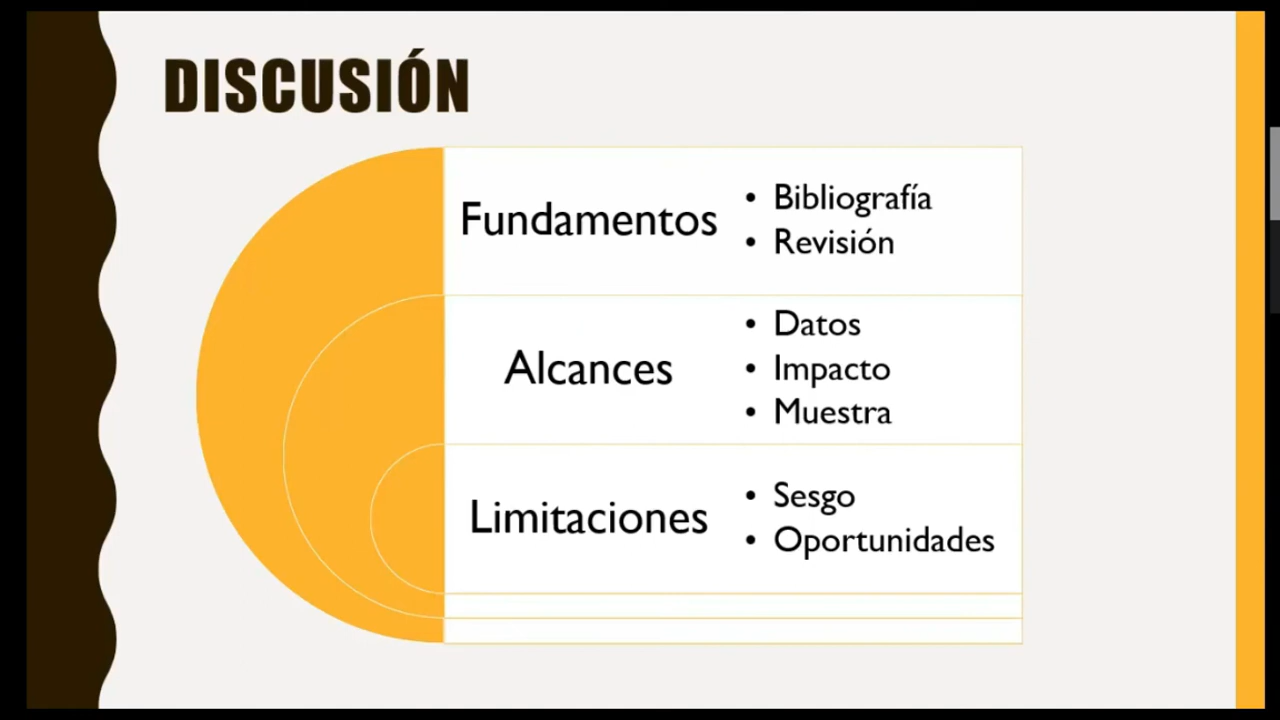 DISCUSIÓN
Fundamentos
• Bibliografía
• Revisión
Alcances
• Datos
• Impacto
• Muestra
Limitaciones
• Sesgo
• Oportunidades